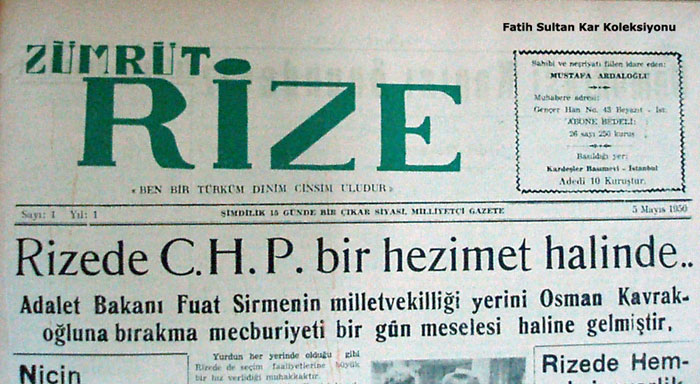 Fatih Sultan Kar Koleksiyonu
ZÜMRÜT
RİZE
«BEN BİR TÜRKÜM DİNİM CİNSİM ULUDUR»
Sahibi ve neşriyatı fiilen idare eden:
MUSTAFA ARDALOĞLU
Muhabere adresi:
Gençer Han No. 43 Beyazıt - İst.
ABONE BEDELİ:
26 sayı 250 kuruş
Basıldığı yer:
Kardeşler Basımevi - İstanbul
Adedi 10 Kuruştur.
Sayı: 1 Yıl: 1
ŞİMDİLİK 15 GÜNDE BİR ÇIKAR SİYASİ, MİLLİYETÇİ GAZETE
5 Mayıs 1950
Rizede C.H.P. bir hezimet halinde..
Adalet Bakanı Fuat Sirmenin milletvekilliği yerini Osman Kavrak-
oğluna bırakma mecburiyeti bir gün meselesi haline gelmiştir.
Niçin
Yurdun her yerinde olduğu gibi
Rizede de seçim faaliyetlerine büyük
bir hız verildiği muhakkaktır.
Rizede Hem-